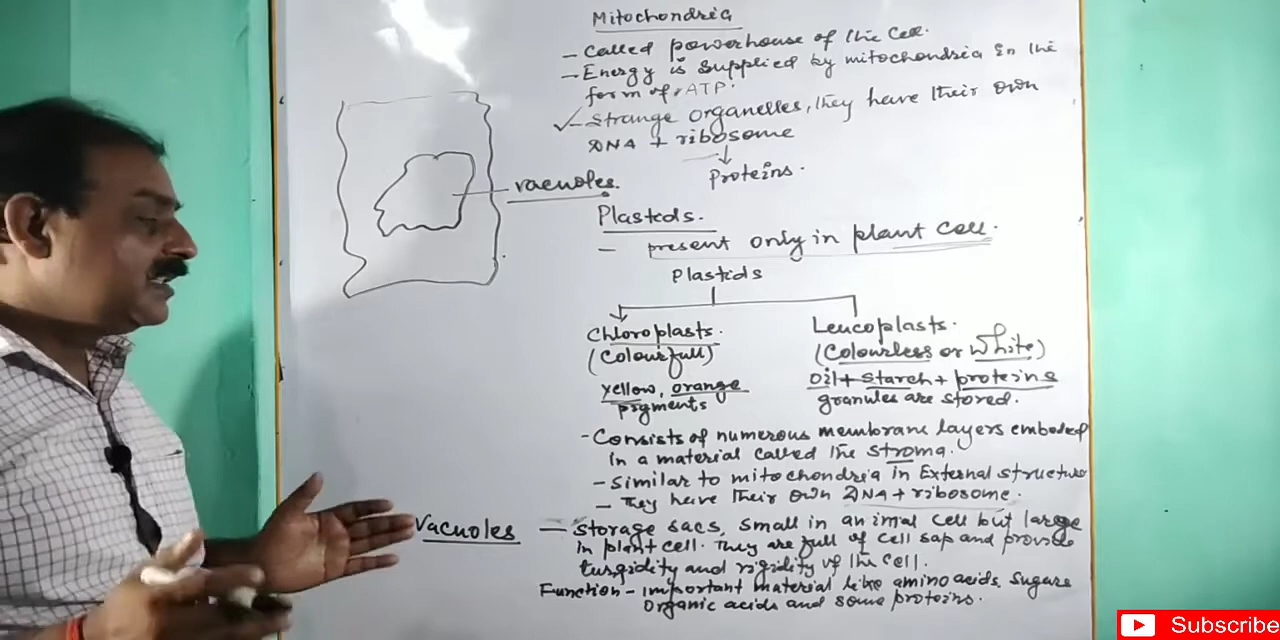 Mitochondria
- Called powerhouse of the cell.
- Energy is supplied by mitochondria in the
form of ATP.
✓- Strange organelles, they have their own
DNA + ribosome
Proteins.
vacuoles.
Plastids.
- present only in plant cell.
Plastids
Chloroplasts.
(Colourfull)
Yellow, orange
pigments
Leucoplasts.
(Colourless or White)
Oil + starch + proteins
granules are stored.
- Consists of numerous membrane layers embeded
in a material called the stroma.
- Similar to mitochondria in External structure
- They have their own DNA + ribosome.
Vacuoles - Storage sacs, small in animal cell but large
in plant cell. They are full of cell sap and provide
turgidity and rigidity of the cell.
Function - important material like amino acids, sugars
Organic acids and some proteins.
Subscribe